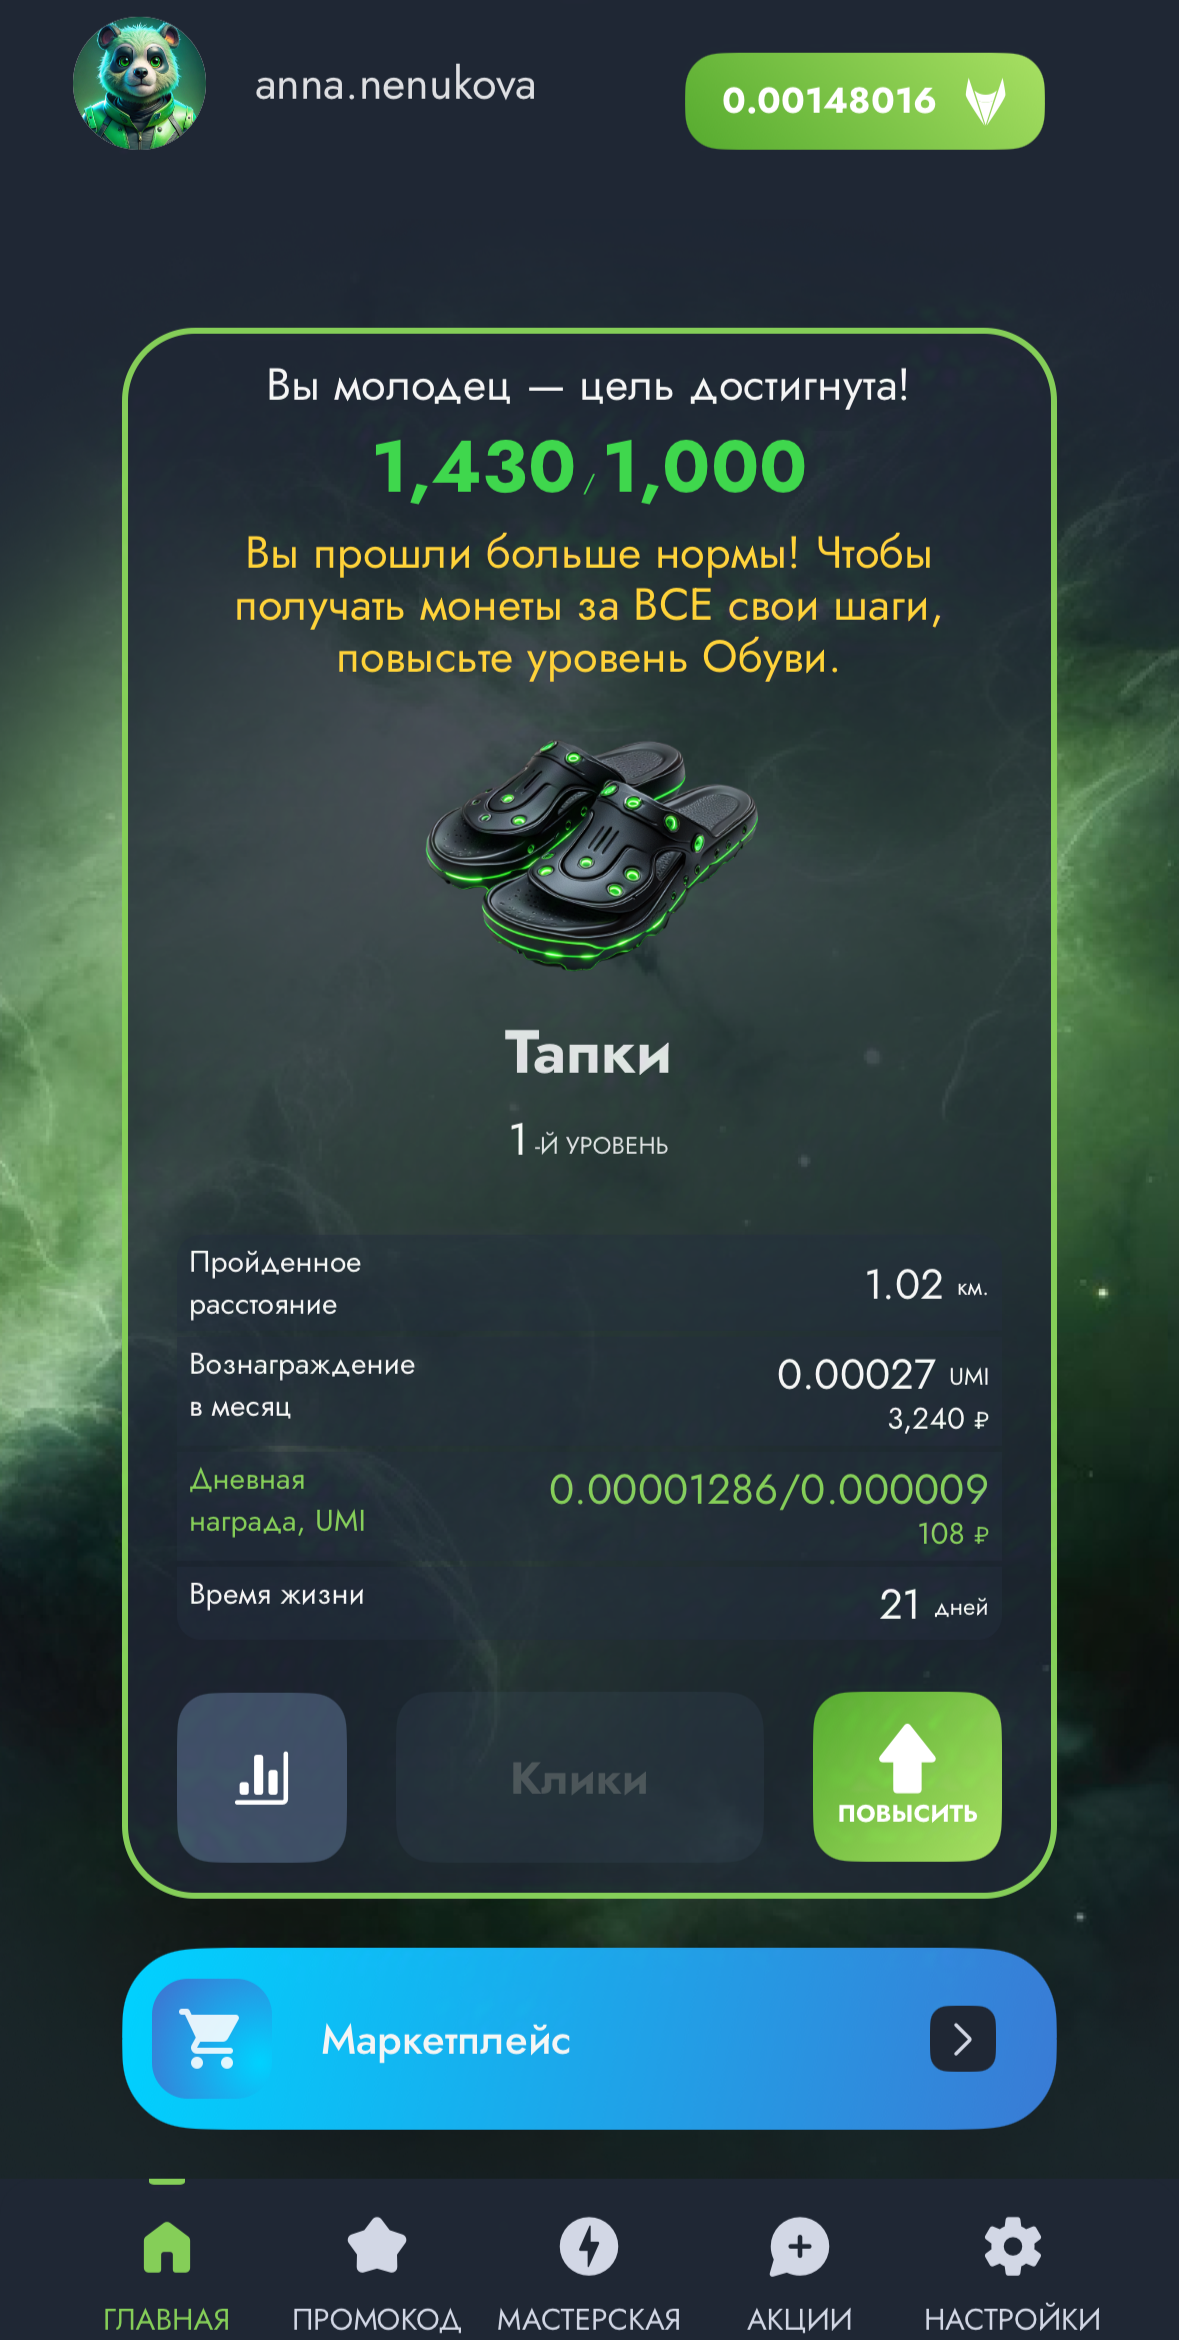 anna.nenukova
0.00148016
Вы молодец — цель достигнута!
1,430 / 1,000
Вы прошли больше нормы! Чтобы
получать монеты за ВСЕ свои шаги,
повысьте уровень Обуви.
Тапки
1 -Й УРОВЕНЬ
Пройденное
расстояние
1.02 км.
Вознаграждение
в месяц
0.00027 UMI
3,240 ₽
Дневная
награда, UMI
0.00001286/0.000009
108 ₽
Время жизни
21 дней
Клики
ПОВЫСИТЬ
Маркетплейс
ГЛАВНАЯ
ПРОМОКОД
МАСТЕРСКАЯ
АКЦИИ
НАСТРОЙКИ